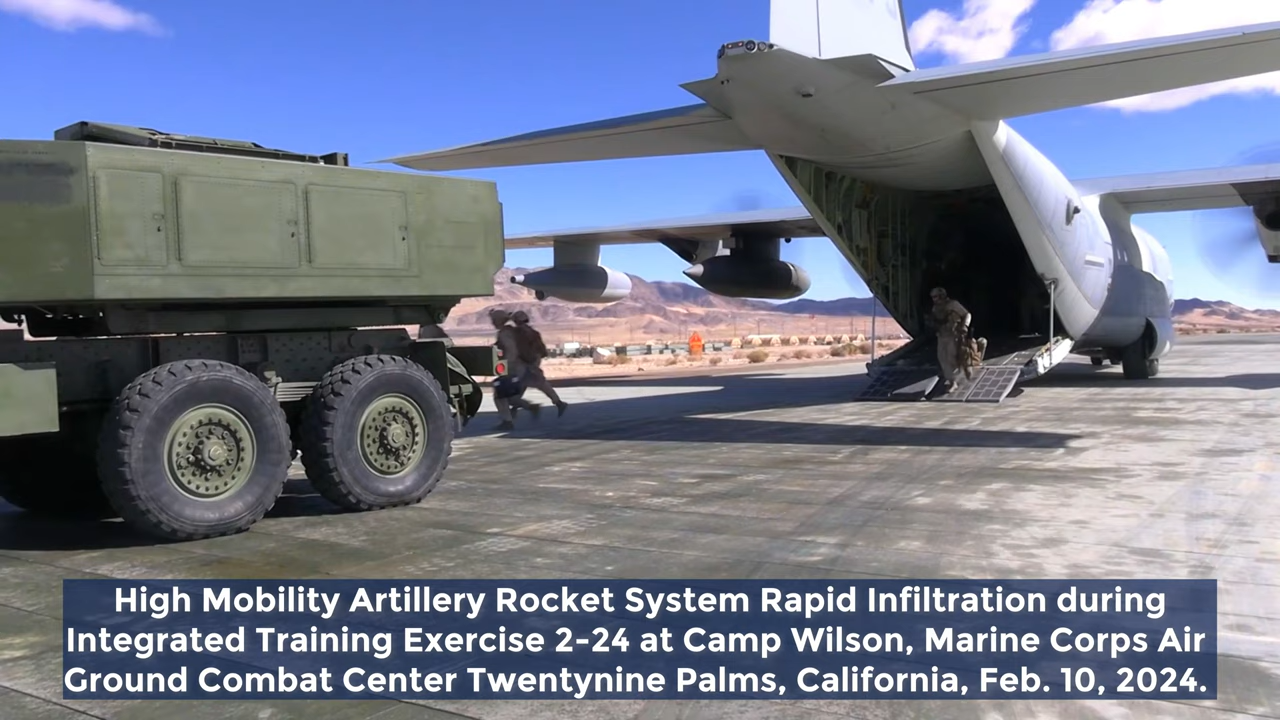 High Mobility Artillery Rocket System Rapid Infiltration during
Integrated Training Exercise 2-24 at Camp Wilson, Marine Corps Air
Ground Combat Center Twentynine Palms, California, Feb. 10, 2024.